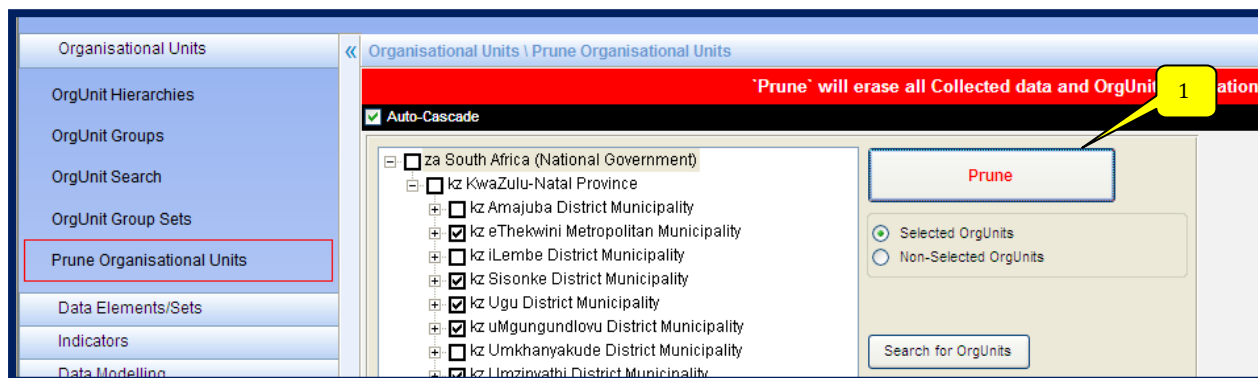 Organisational Units
OrgUnit Hierarchies
OrgUnit Groups
OrgUnit Search
OrgUnit Group Sets
Prune Organisational Units
Data Elements/Sets
Indicators
Data Modelling
« Organisational Units \ Prune Organisational Units
`Prune` will erase all Collected data and OrgUnit
1
Auto-Cascade
za South Africa (National Government)
kz KwaZulu-Natal Province
kz Amajuba District Municipality
kz eThekwini Metropolitan Municipality
kz iLembe District Municipality
kz Sisonke District Municipality
kz Ugu District Municipality
kz uMgungundlovu District Municipality
kz Umkhanyakude District Municipality
kz Umzinyathi District Municipality
Prune
Selected OrgUnits
Non-Selected OrgUnits
Search for OrgUnits